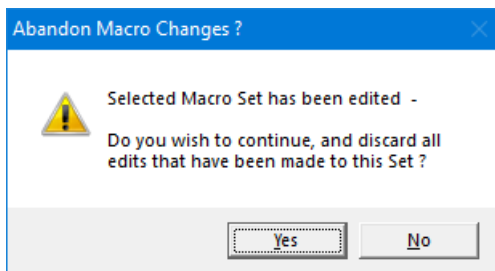 Abandon Macro Changes ?
Selected Macro Set has been edited  -
Do you wish to continue, and discard all
edits that have been made to this Set ?
Yes
No